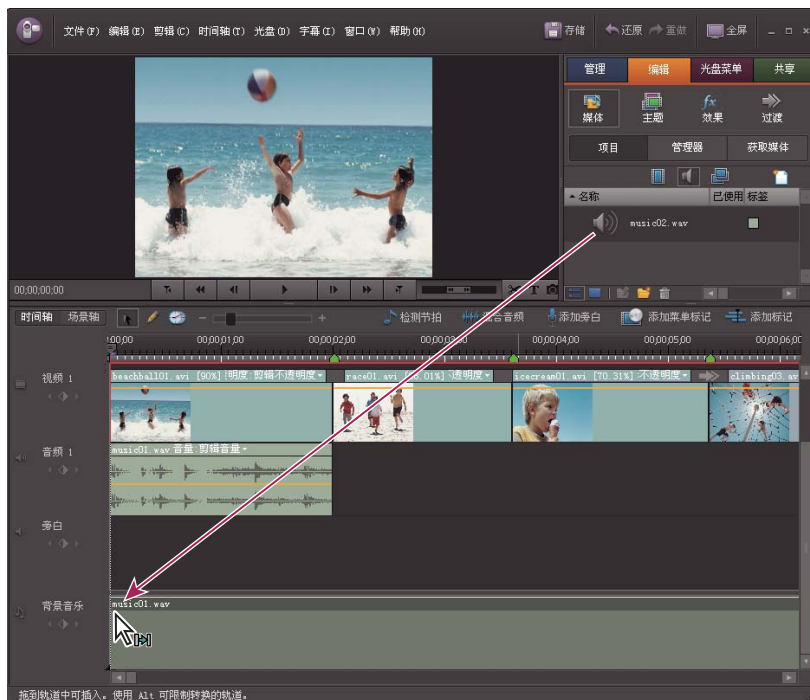 文件(F) 编辑(E) 剪辑(C) 时间轴(T) 光盘(D) 字幕(I) 窗口(W) 帮助(H) 存储 还原 重做 全屏
管理 编辑 光盘菜单 共享
媒体 主题 效果 过渡
项目 管理器 获取媒体
名称 已使用 标签
music02.wav
00;00;00;00
时间轴 场景轴 检测节拍 混合音频 添加旁白 添加菜单标记 添加标记
00;00;01;00 00;00;02;00 00;00;04;00 00;00;05;00
视频 1
beachball01.avi [90%] 明度:剪辑不透明度 race01.avi icecream01.avi [70.31%] 不透明度 climbing03.av
音频 1
music01.wav 音量:剪辑音量
旁白
背景音乐
music01.wav
拖到轨道中可插入。使用 Alt 可限制转换的轨道。